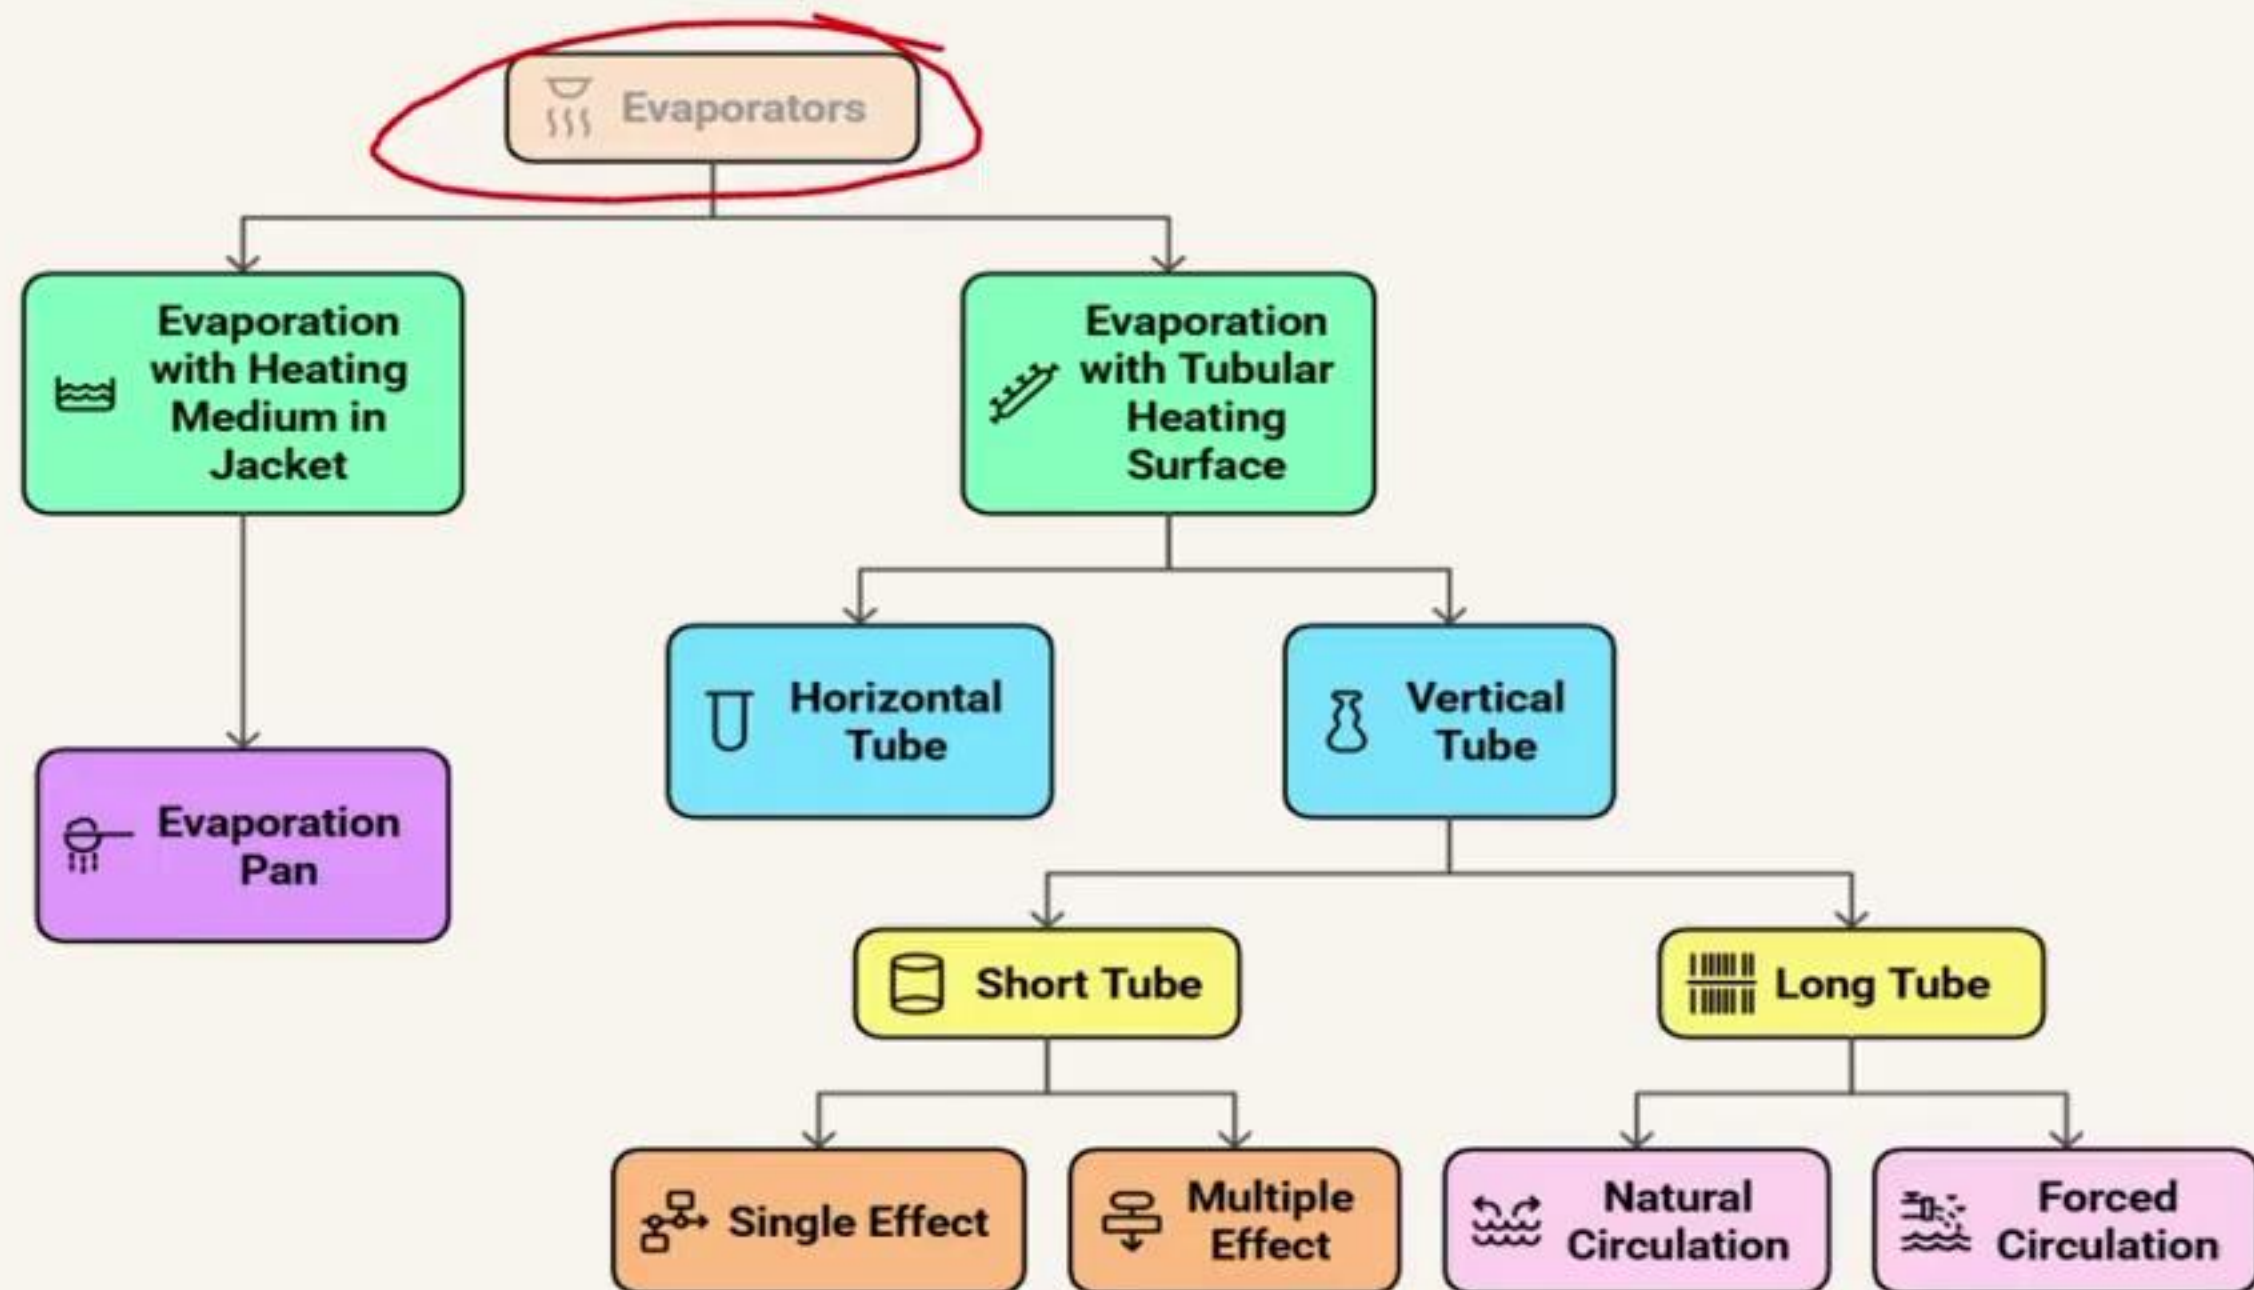 Evaporators
Evaporation
with Heating
Medium in
Jacket
Evaporation
with Tubular
Heating
Surface
Horizontal
Tube
Vertical
Tube
Evaporation
Pan
Short Tube
Long Tube
Single Effect
Multiple
Effect
Natural
Circulation
Forced
Circulation